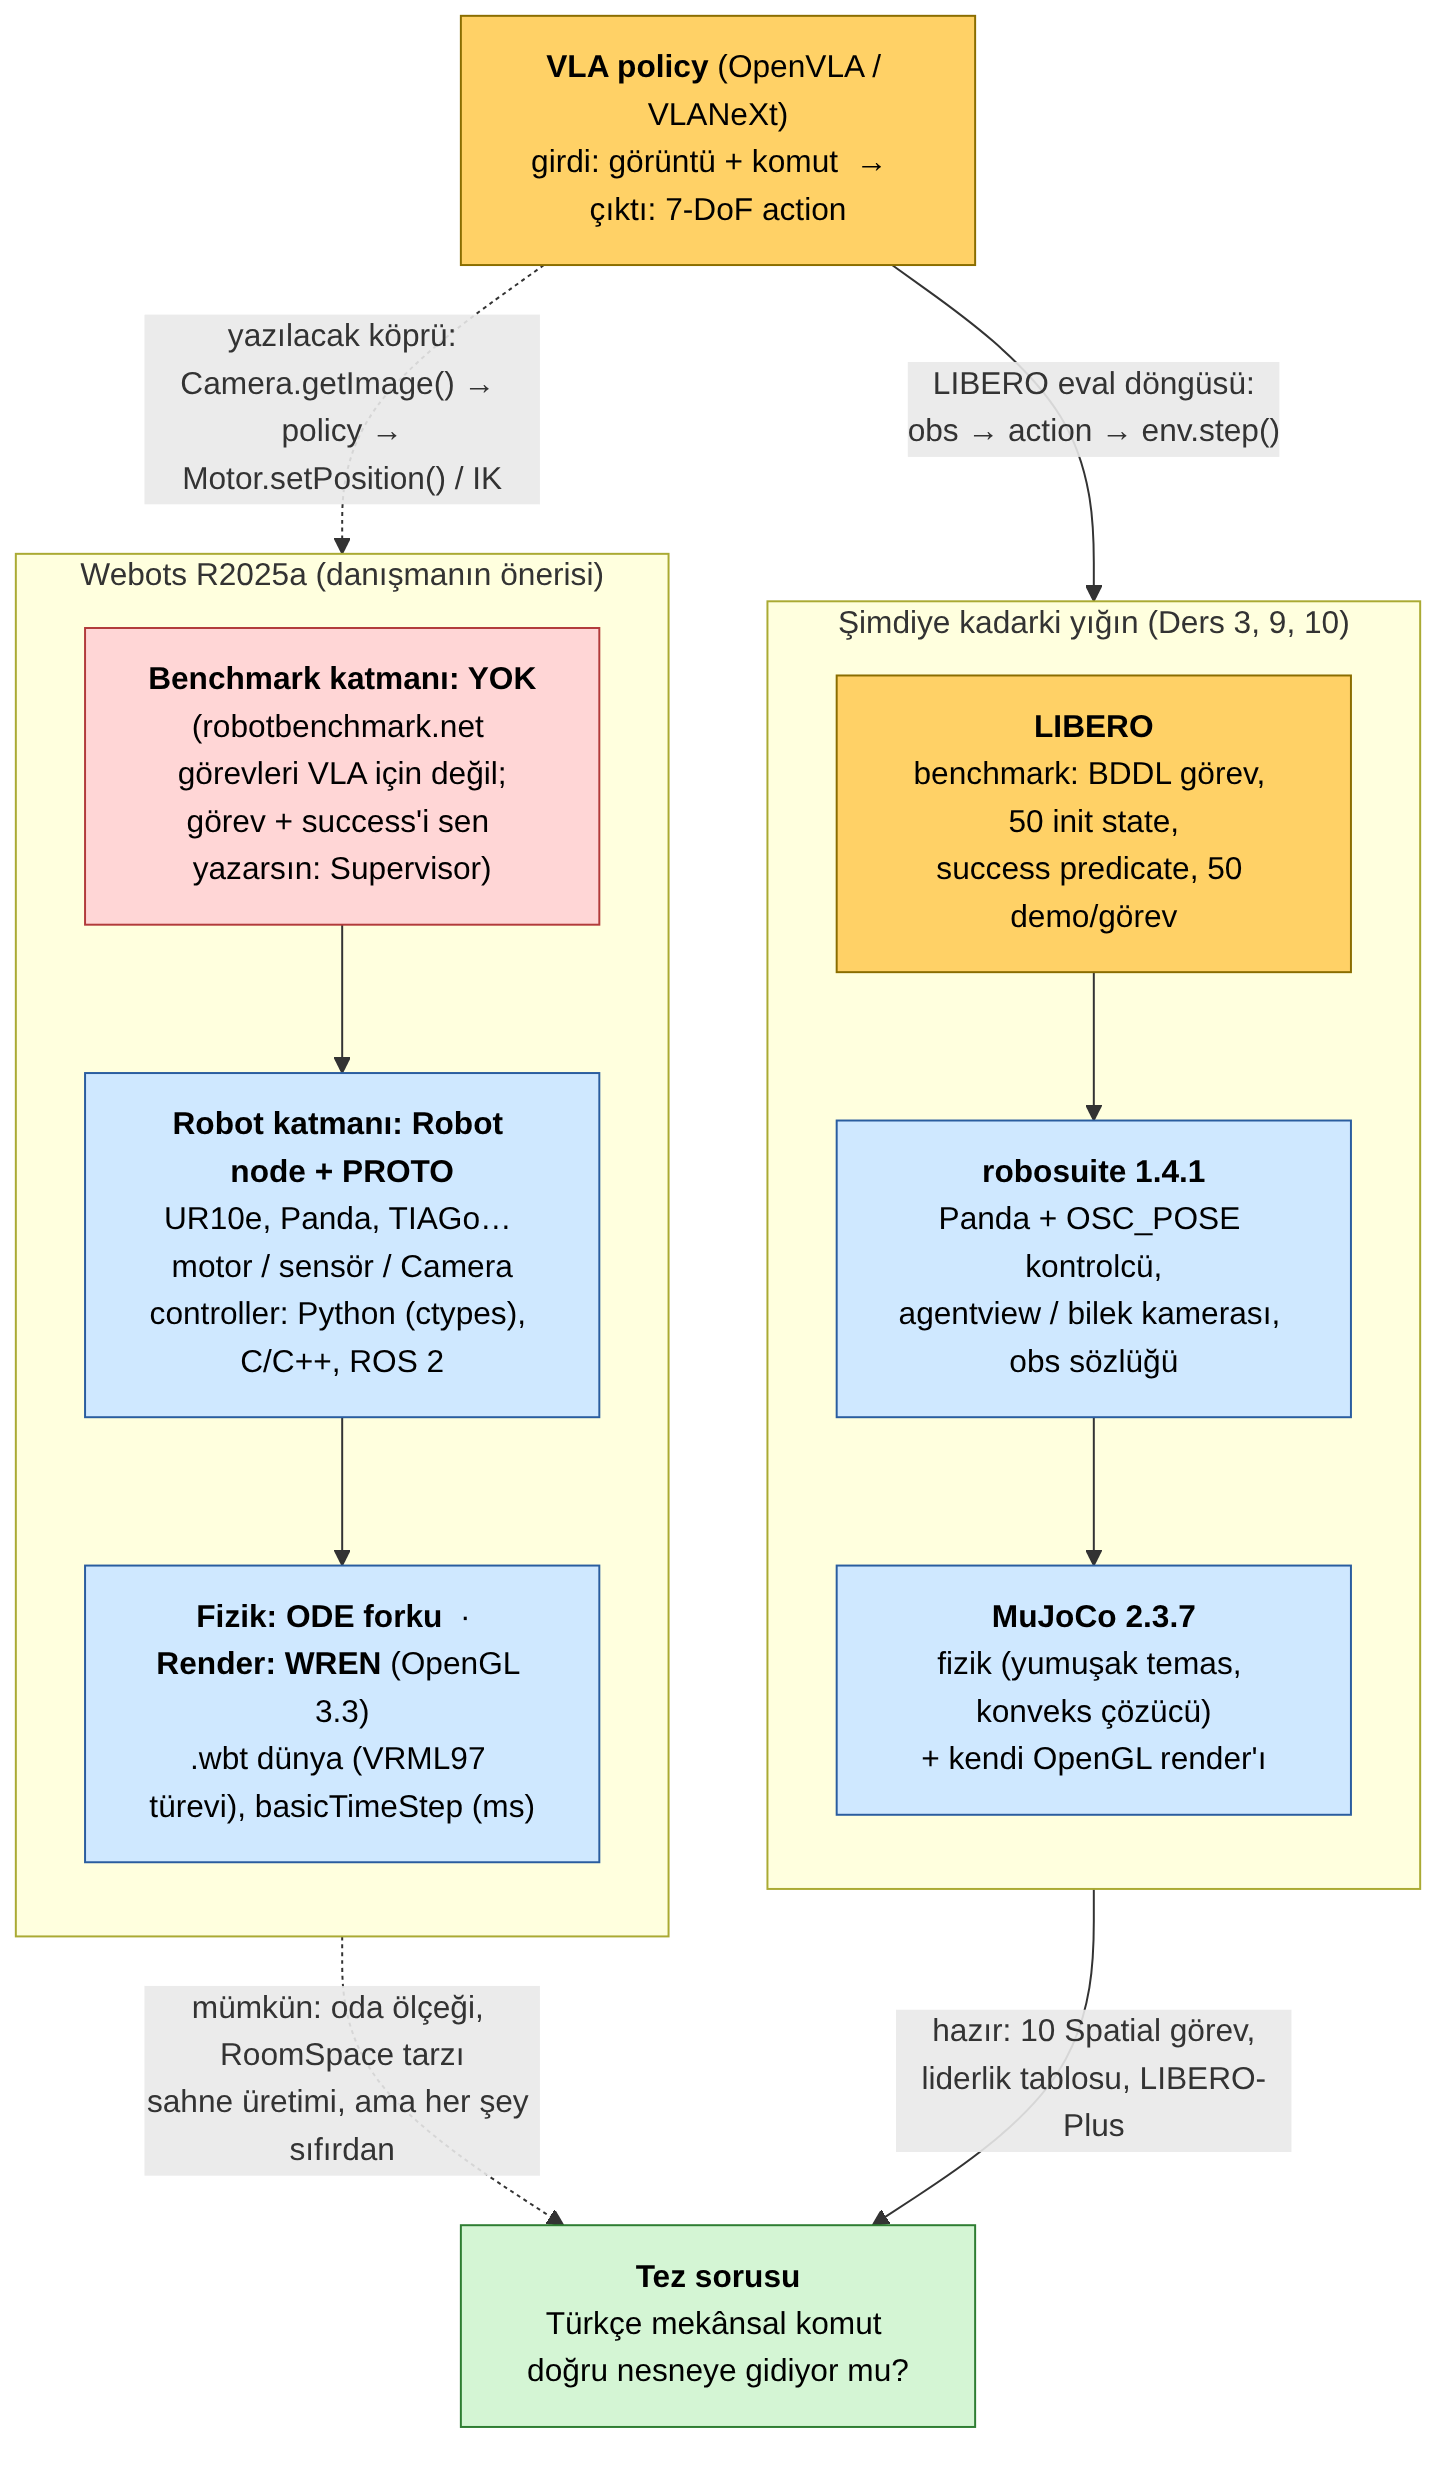 VLA policy (OpenVLA /
VLANeXt)
girdi: görüntü + komut →
çıktı: 7-DoF action
yazılacak köprü:
Camera.getImage() →
policy →
Motor.setPosition() / IK
LIBERO eval döngüsü:
obs → action → env.step()
Webots R2025a (danışmanın önerisi)
Benchmark katmanı: YOK
(robotbenchmark.net
görevleri VLA için değil;
görev + success'i sen
yazarsın: Supervisor)
Robot katmanı: Robot
node + PROTO
UR10e, Panda, TIAGo…
motor / sensör / Camera
controller: Python (ctypes),
C/C++, ROS 2
Fizik: ODE forku ·
Render: WREN (OpenGL
3.3)
.wbt dünya (VRML97
türevi), basicTimeStep (ms)
Şimdiye kadarki yığın (Ders 3, 9, 10)
LIBERO
benchmark: BDDL görev,
50 init state,
success predicate, 50
demo/görev
robosuite 1.4.1
Panda + OSC_POSE
kontrolcü,
agentview / bilek kamerası,
obs sözlüğü
MuJoCo 2.3.7
fizik (yumuşak temas,
konveks çözücü)
+ kendi OpenGL render'ı
mümkün: oda ölçeği,
RoomSpace tarzı
sahne üretimi, ama her şey
sıfırdan
hazır: 10 Spatial görev,
liderlik tablosu, LIBERO-
Plus
Tez sorusu
Türkçe mekânsal komut
doğru nesneye gidiyor mu?